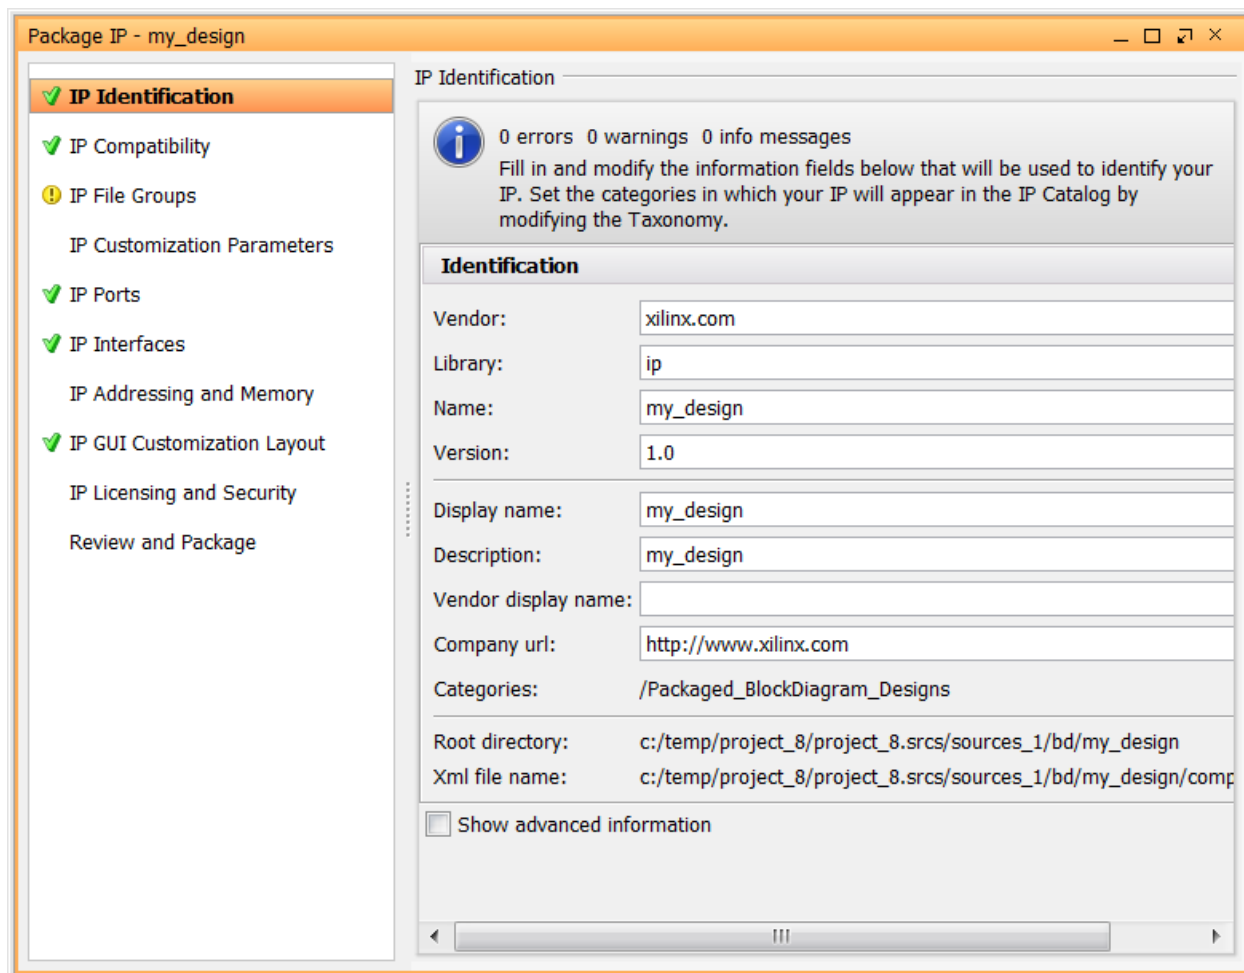 Package IP - my_design
IP Identification
IP Compatibility
IP File Groups
IP Customization Parameters
IP Ports
IP Interfaces
IP Addressing and Memory
IP GUI Customization Layout
IP Licensing and Security
Review and Package
IP Identification
0 errors 0 warnings 0 info messages
Fill in and modify the information fields below that will be used to identify your
IP. Set the categories in which your IP will appear in the IP Catalog by
modifying the Taxonomy.
Identification
Vendor: xilinx.com
Library: ip
Name: my_design
Version: 1.0
Display name: my_design
Description: my_design
Vendor display name:
Company url: http://www.xilinx.com
Categories: /Packaged_BlockDiagram_Designs
Root directory: c:/temp/project_8/project_8.srcs/sources_1/bd/my_design
Xml file name: c:/temp/project_8/project_8.srcs/sources_1/bd/my_design/comp
Show advanced information